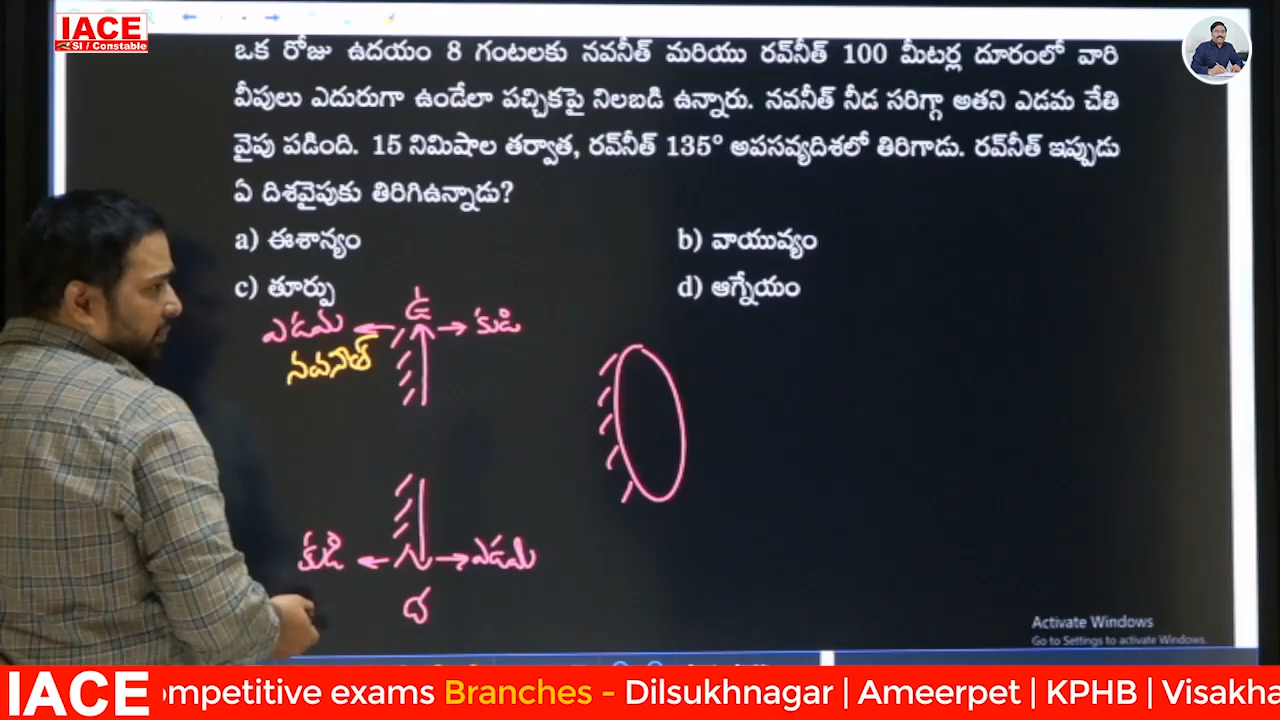 IACE
SI / Constable
ఒక రోజు ఉదయం 8 గంటలకు నవనీత్ మరియు రవ్‌నీత్ 100 మీటర్ల దూరంలో వారి
వీపులు ఎదురుగా ఉండేలా పచ్చికపై నిలబడి ఉన్నారు. నవనీత్ నీడ సరిగ్గా అతని ఎడమ చేతి
వైపు పడింది. 15 నిమిషాల తర్వాత, రవ్‌నీత్ 135° అపసవ్యదిశలో తిరిగాడు. రవ్‌నీత్ ఇప్పుడు
ఏ దిశవైపుకు తిరిగిఉన్నాడు?
a) ఈశాన్యం
b) వాయువ్యం
c) తూర్పు
d) ఆగ్నేయం
ఎడమ
ఉ
కుడి
నవనీత్
కుడి
ఎడమ
ద
Activate Windows
Go to Settings to activate Windows.
IACE ompetitive exams Branches - Dilsukhnagar | Ameerpet | KPHB | Visakha